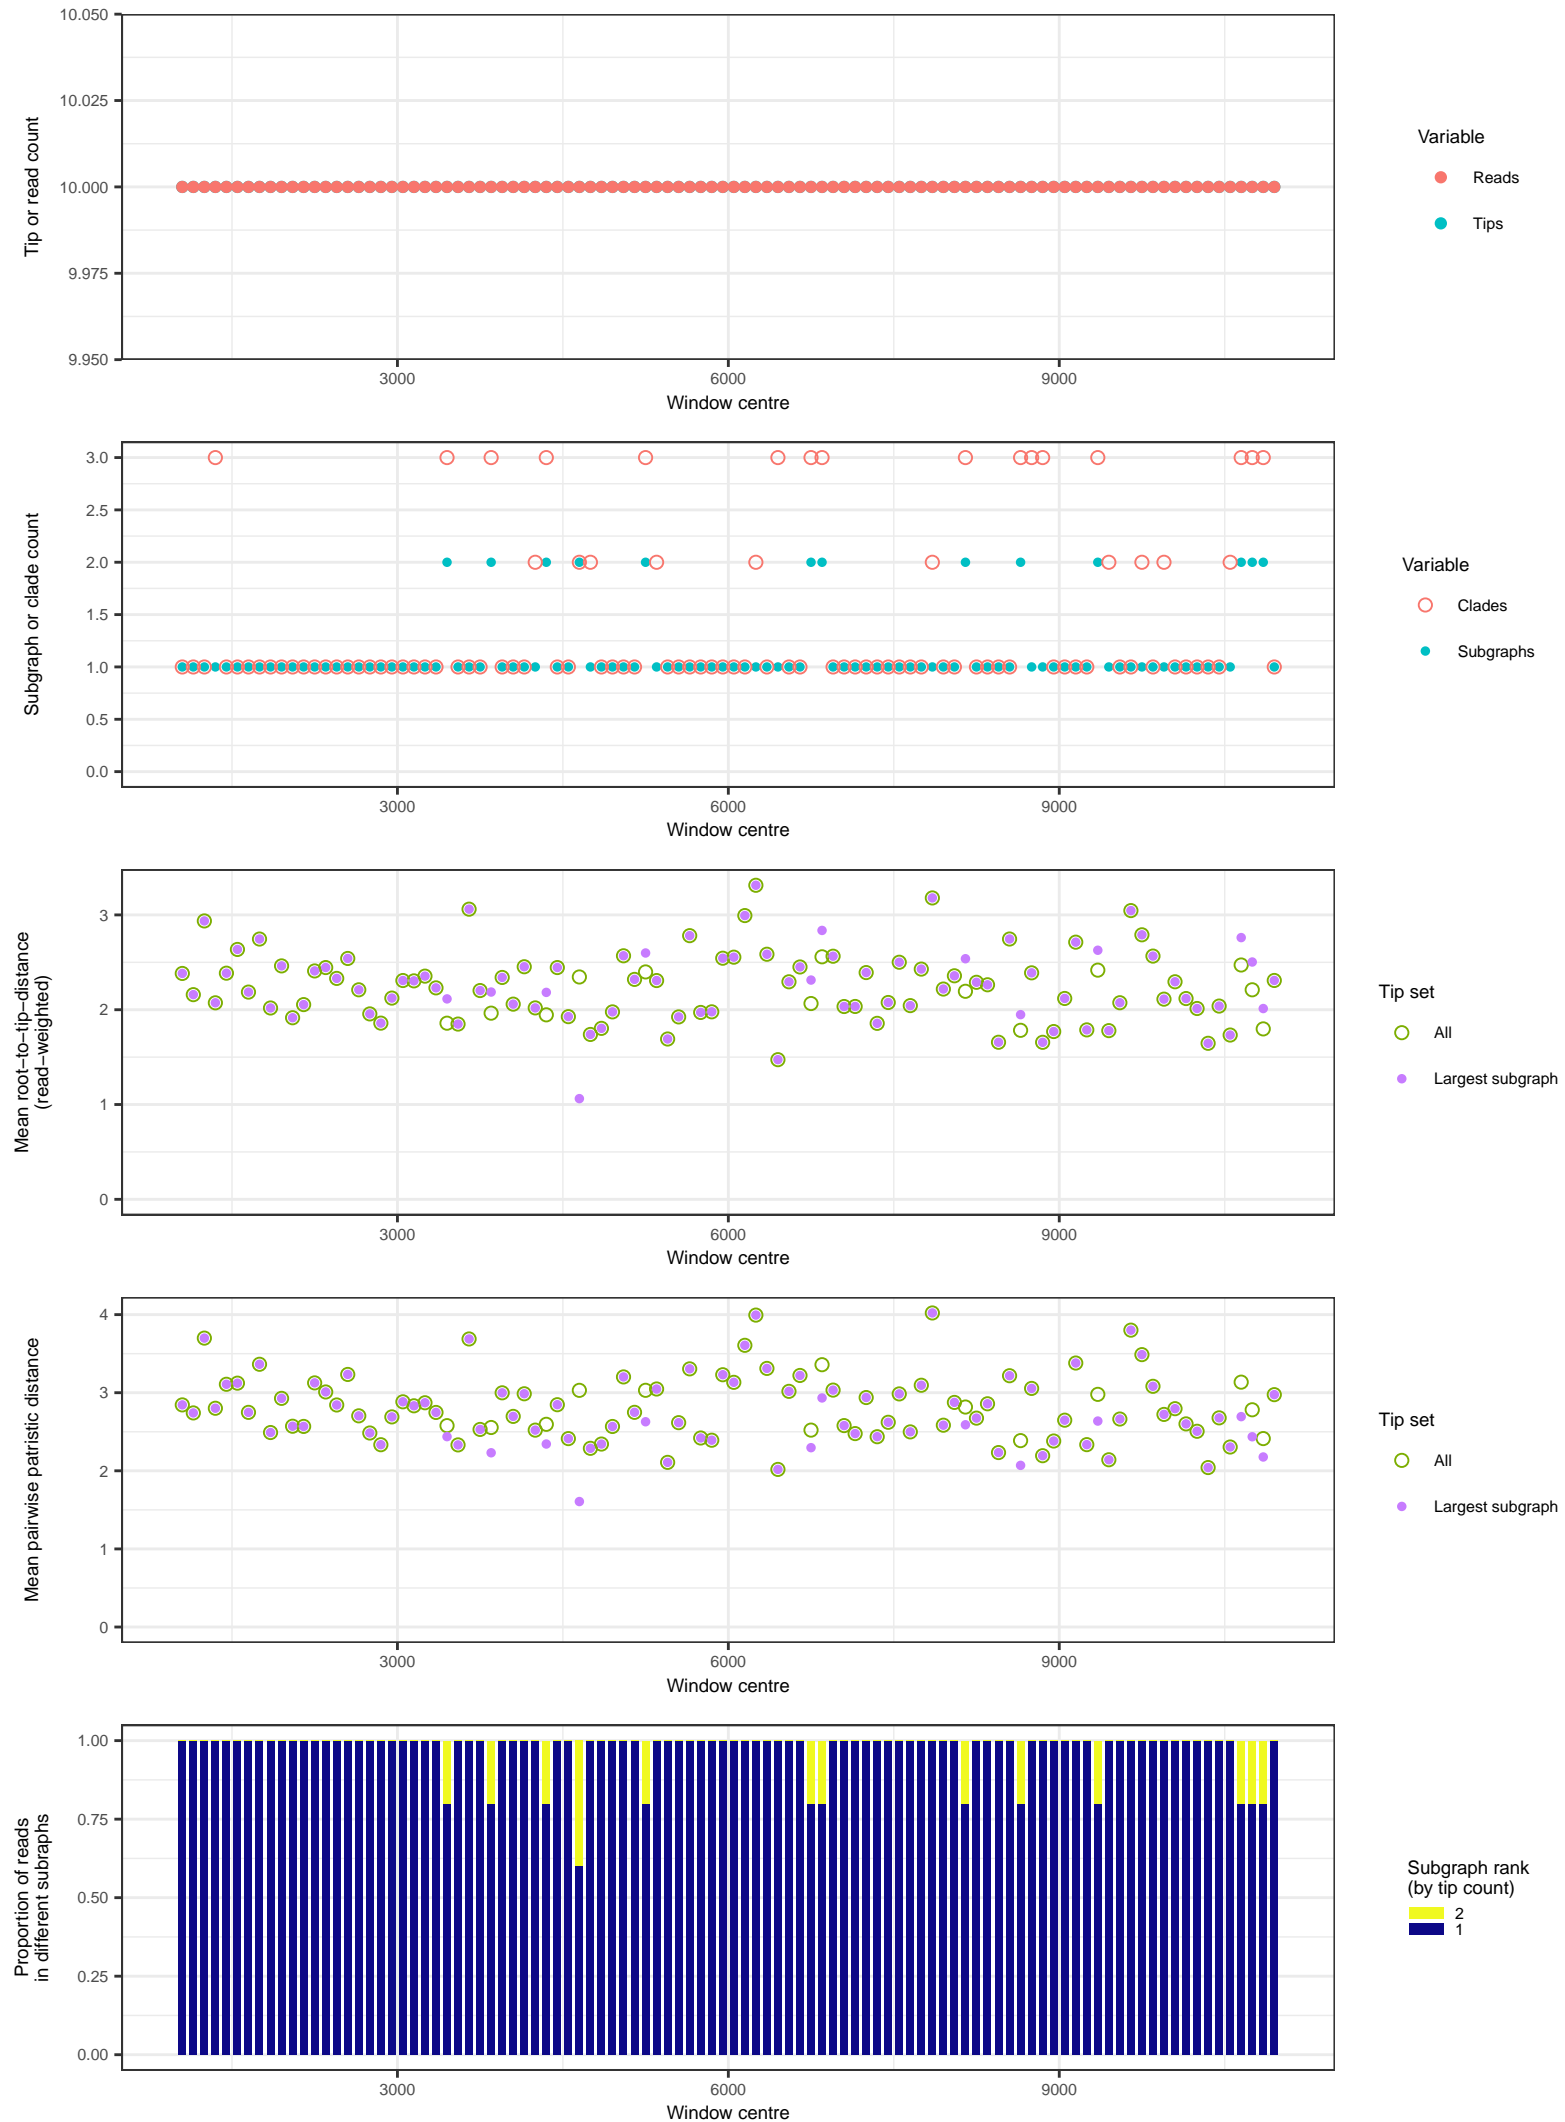 10.050
10.025
10.000
9.975
9.950
Tip or read count
3000
6000
9000
Window centre
Variable
Reads
Tips
3.0
2.5
2.0
1.5
1.0
0.5
0.0
Subgraph or clade count
3000
6000
9000
Window centre
Variable
Clades
Subgraphs
3
2
1
0
Mean root−to−tip−distance
(read−weighted)
3000
6000
9000
Window centre
Tip set
All
Largest subgraph
4
3
2
1
0
Mean pairwise patristic distance
3000
6000
9000
Window centre
Tip set
All
Largest subgraph
1.00
0.75
0.50
0.25
0.00
Proportion of reads
in different subraphs
3000
6000
9000
Window centre
Subgraph rank
(by tip count)
2
1